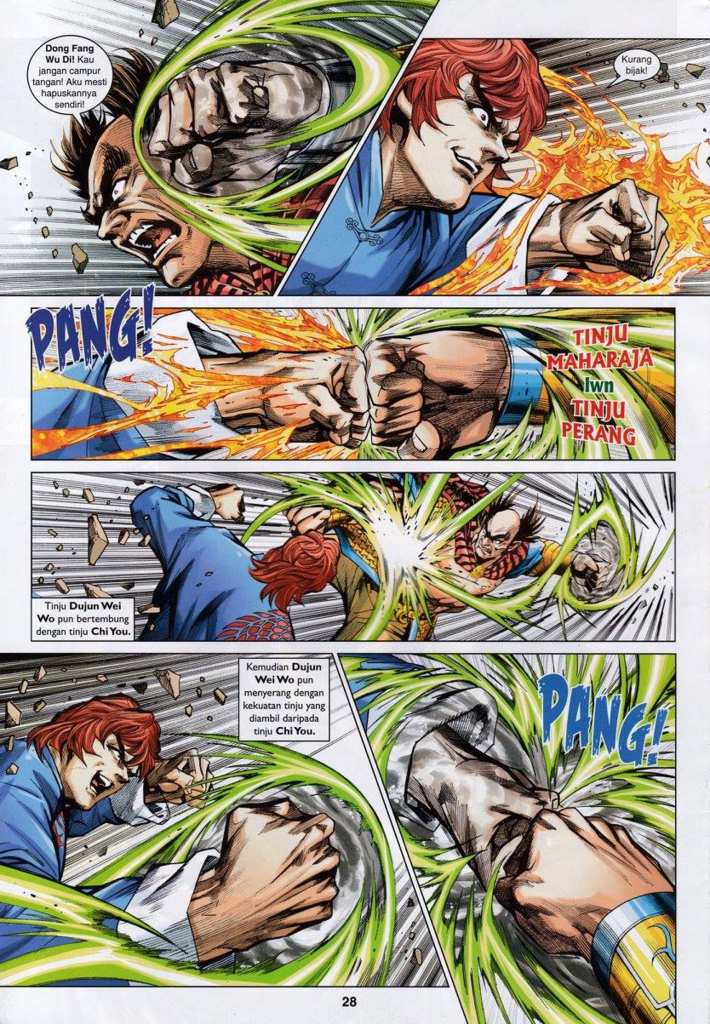 Dong Fang
Wu Di! Kau
jangan campur
tangan! Aku mesti
hapuskannya
sendiri!
Kurang
bijak!
PANG!
TINJU
MAHARAJA
lwn
TINJU
PERANG
Tinju Dujun Wei
Wo pun bertembung
dengan tinju Chi You.
Kemudian Dujun
Wei Wo pun
menyerang dengan
kekuatan tinju yang
diambil daripada
tinju Chi You.
PANG!
28